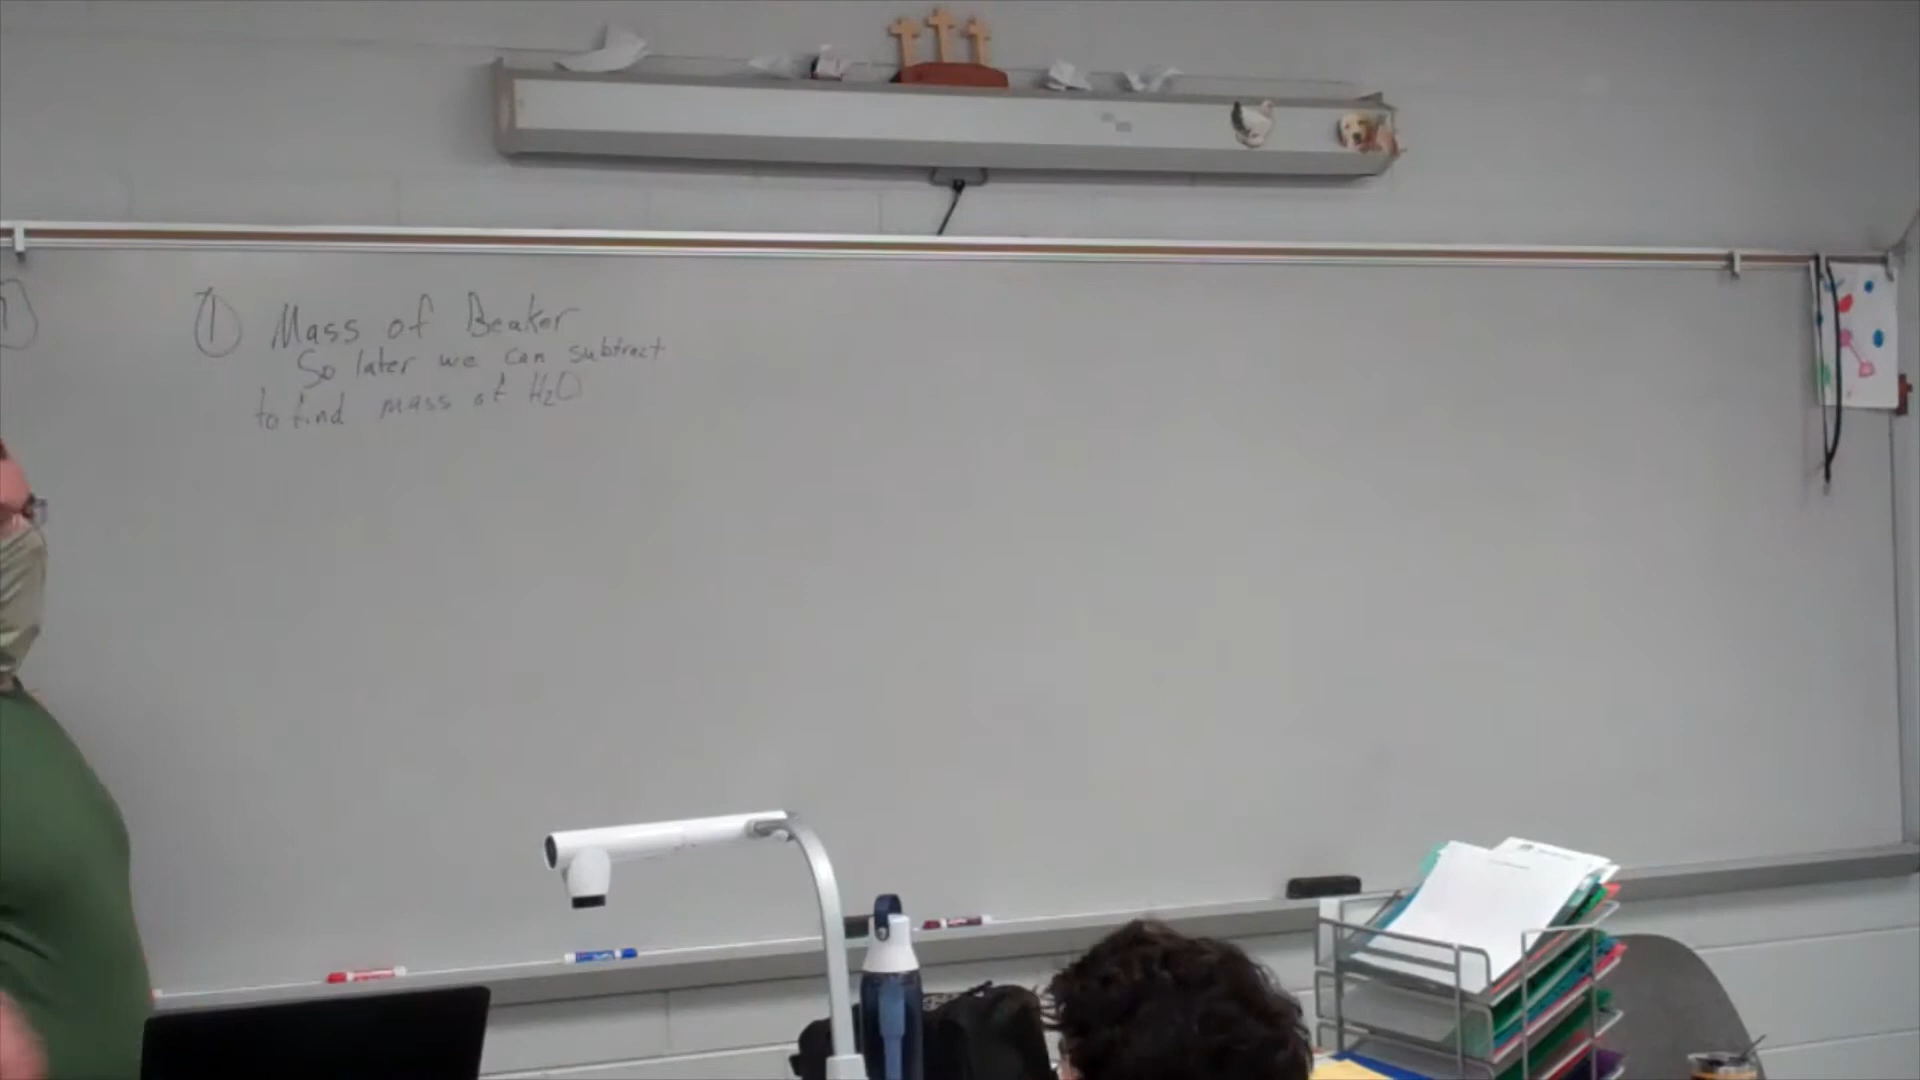 ① Mass of Beaker
So later we can subtract
to find mass of H₂O